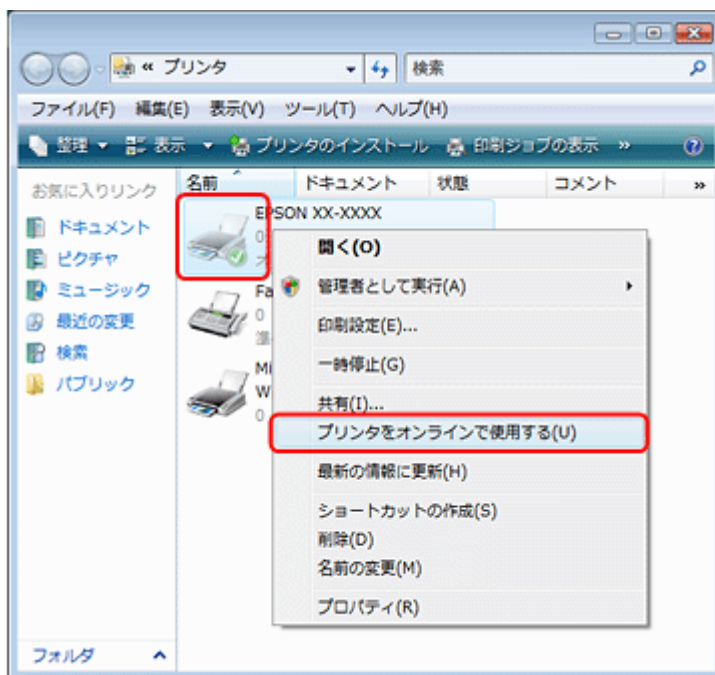 « プリンタ
検索
ファイル(F) 編集(E) 表示(V) ツール(T) ヘルプ(H)
整理 表示 プリンタのインストール 印刷ジョブの表示 »
お気に入りリンク
ドキュメント
ピクチャ
ミュージック
最近の変更
検索
パブリック
フォルダ
名前 ドキュメント 状態 コメント »
EPSON XX-XXXX
0
Fa
0
準
Mi
W
0
開く(O)
管理者として実行(A)
印刷設定(E)...
一時停止(G)
共有(I)...
プリンタをオンラインで使用する(U)
最新の情報に更新(H)
ショートカットの作成(S)
削除(D)
名前の変更(M)
プロパティ(R)